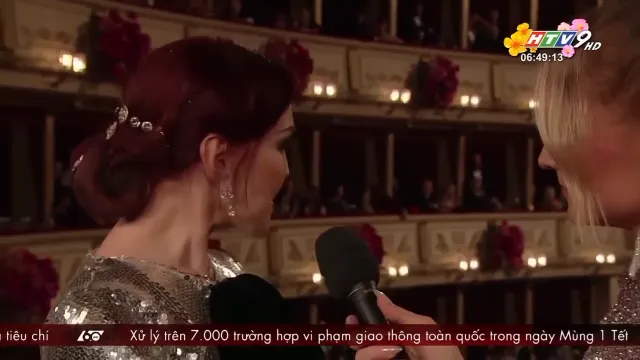 HTV9 HD
06:49:13
tiêu chí 60 Xử lý trên 7.000 trường hợp vi phạm giao thông toàn quốc trong ngày Mùng 1 Tết